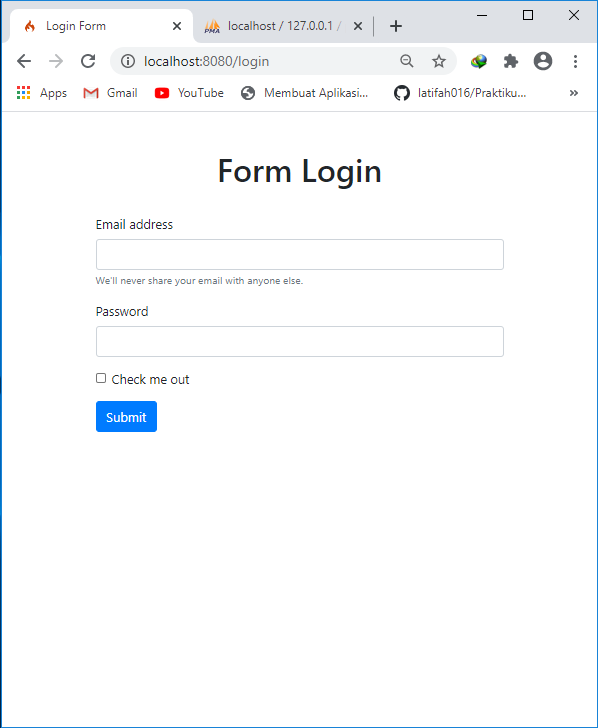 Login Form
localhost / 127.0.0.1 /
localhost:8080/login
Apps Gmail YouTube Membuat Aplikasi... latifah016/Praktiku... »
Form Login
Email address
We'll never share your email with anyone else.
Password
Check me out
Submit